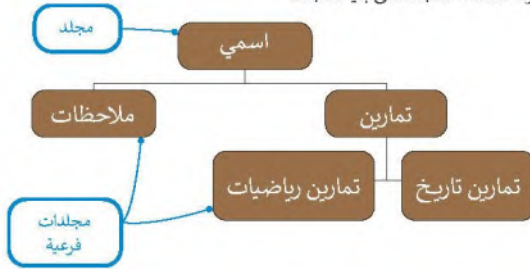 مجلد
اسمي
تمارين
ملاحظات
تمارين تاريخ
تمارين رياضيات
مجلدات
فرعية